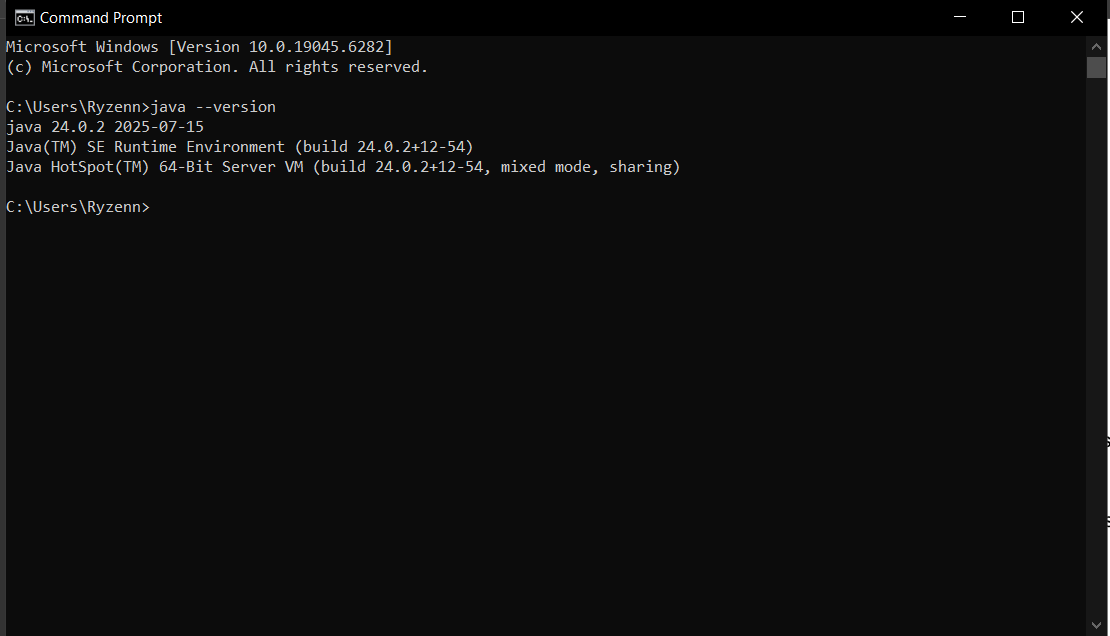 Command Prompt
Microsoft Windows [Version 10.0.19045.6282]
(c) Microsoft Corporation. All rights reserved.
C:\Users\Ryzenn>java --version
java 24.0.2 2025-07-15
Java(TM) SE Runtime Environment (build 24.0.2+12-54)
Java HotSpot(TM) 64-Bit Server VM (build 24.0.2+12-54, mixed mode, sharing)
C:\Users\Ryzenn>